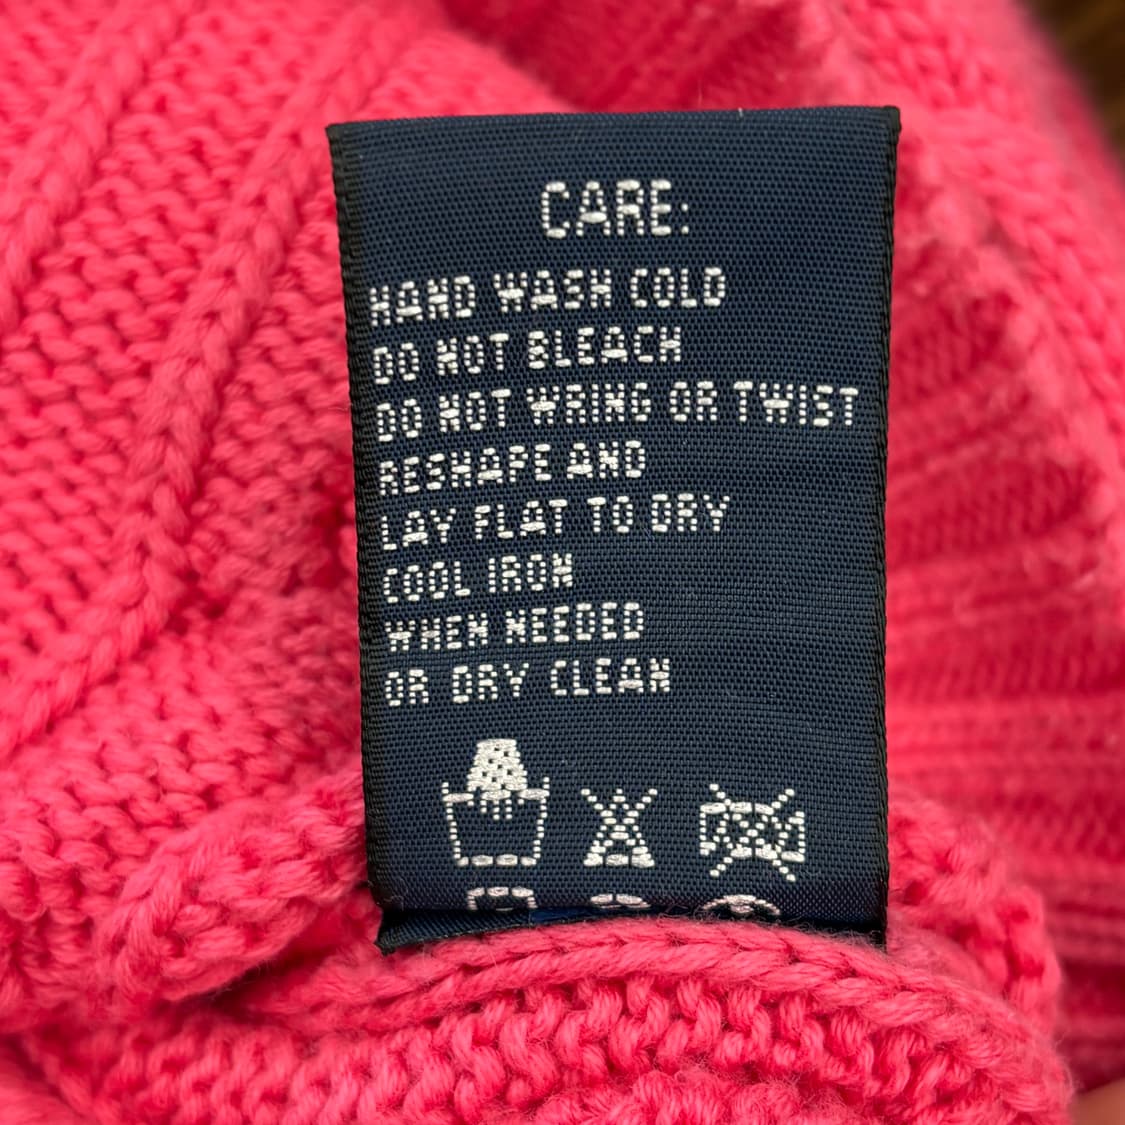 CARE:
HAND WASH COLD
DO NOT BLEACH
DO NOT WRING OR TWIST
RESHAPE AND
LAY FLAT TO DRY
COOL IRON
WHEN NEEDED
OR DRY CLEAN